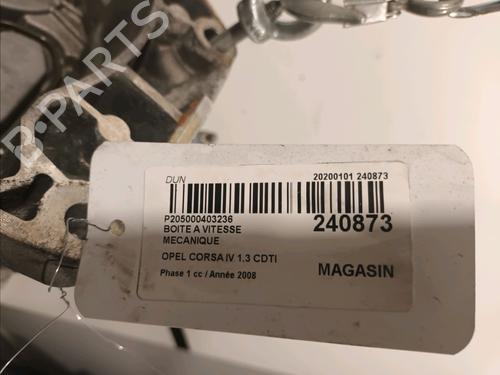 B-PARTS
DUN
20200101 240873
P205000403236
240873
BOITE A VITESSE
MECANIQUE
OPEL CORSA IV 1.3 CDTI
Phase 1 cc / Année 2008
MAGASIN